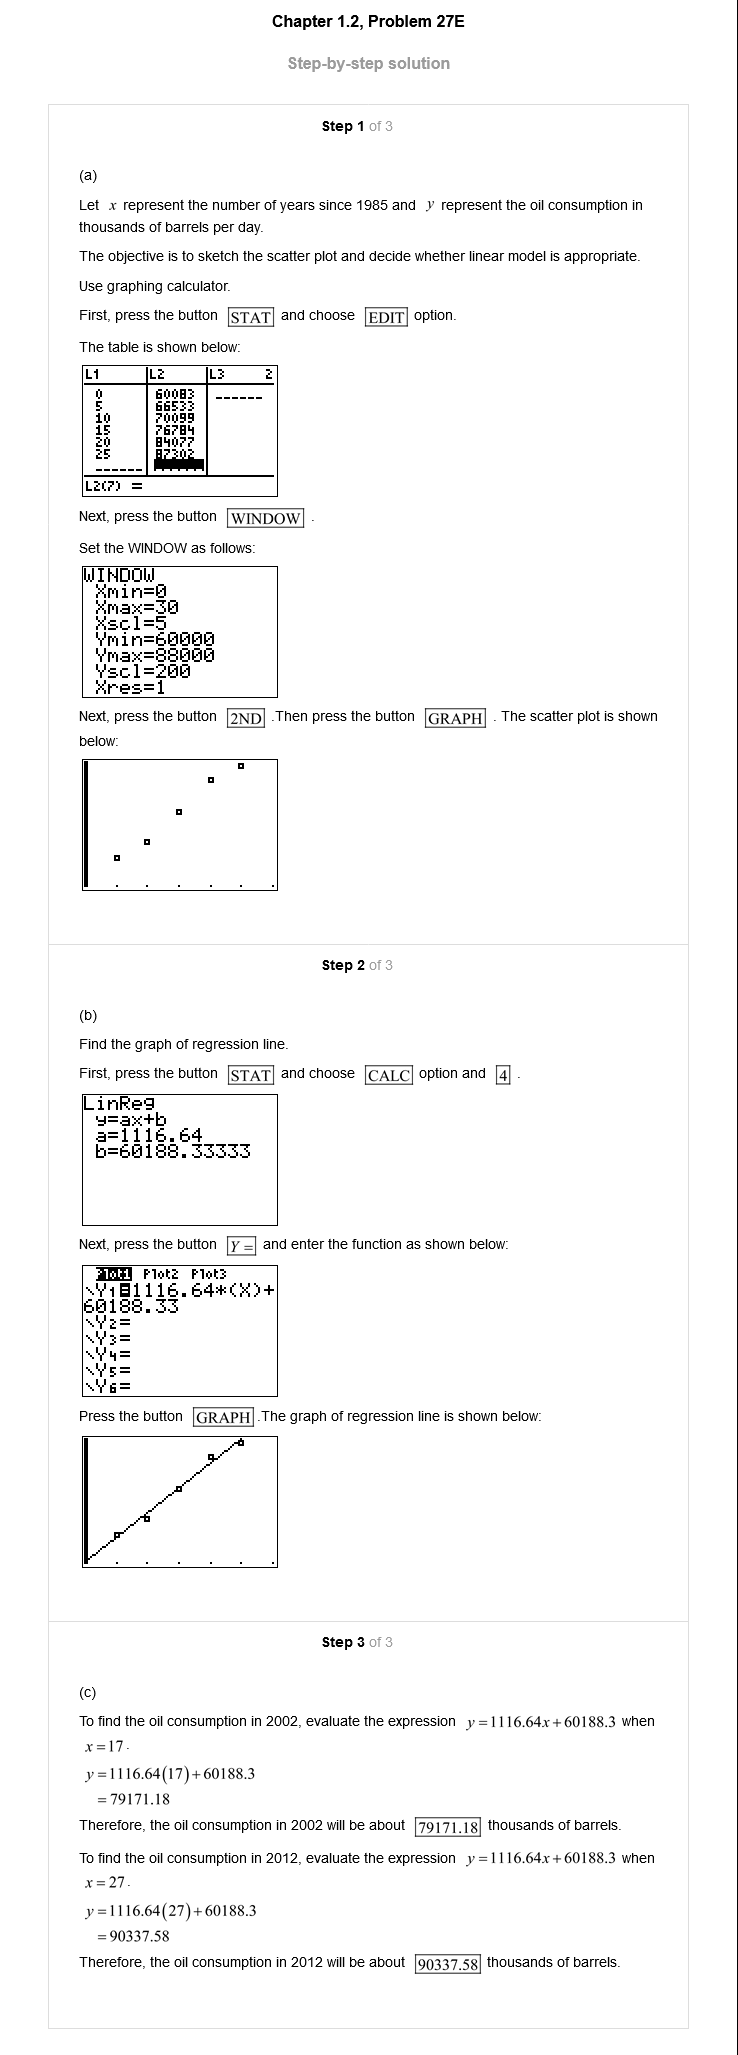 Chapter 1.2, Problem 27E
Step-by-step solution
Step 1 of 3
(a)
Let x represent the number of years since 1985 and y represent the oil consumption in
thousands of barrels per day.
The objective is to sketch the scatter plot and decide whether linear model is appropriate.
Use graphing calculator.
First, press the button STAT and choose EDIT option.
The table is shown below:
L1 L2 L3 2
0 60083 ------
5 66533
10 70099
15 76784
20 84077
25 87302
------
L2(7) =
Next, press the button WINDOW .
Set the WINDOW as follows:
WINDOW
Xmin=0
Xmax=30
Xscl=5
Ymin=60000
Ymax=88000
Yscl=200
Xres=1
Next, press the button 2ND .Then press the button GRAPH . The scatter plot is shown
below:
Step 2 of 3
(b)
Find the graph of regression line.
First, press the button STAT and choose CALC option and 4 .
LinReg
y=ax+b
a=1116.64
b=60188.33333
Next, press the button Y = and enter the function as shown below:
Plot1 Plot2 Plot3
\Y1=1116.64*(X)+
60188.33
\Y2=
\Y3=
\Y4=
\Y5=
\Y6=
Press the button GRAPH .The graph of regression line is shown below:
Step 3 of 3
(c)
To find the oil consumption in 2002, evaluate the expression y = 1116.64x + 60188.3 when
x = 17 .
y = 1116.64(17) + 60188.3
= 79171.18
Therefore, the oil consumption in 2002 will be about 79171.18 thousands of barrels.
To find the oil consumption in 2012, evaluate the expression y = 1116.64x + 60188.3 when
x = 27 .
y = 1116.64(27) + 60188.3
= 90337.58
Therefore, the oil consumption in 2012 will be about 90337.58 thousands of barrels.